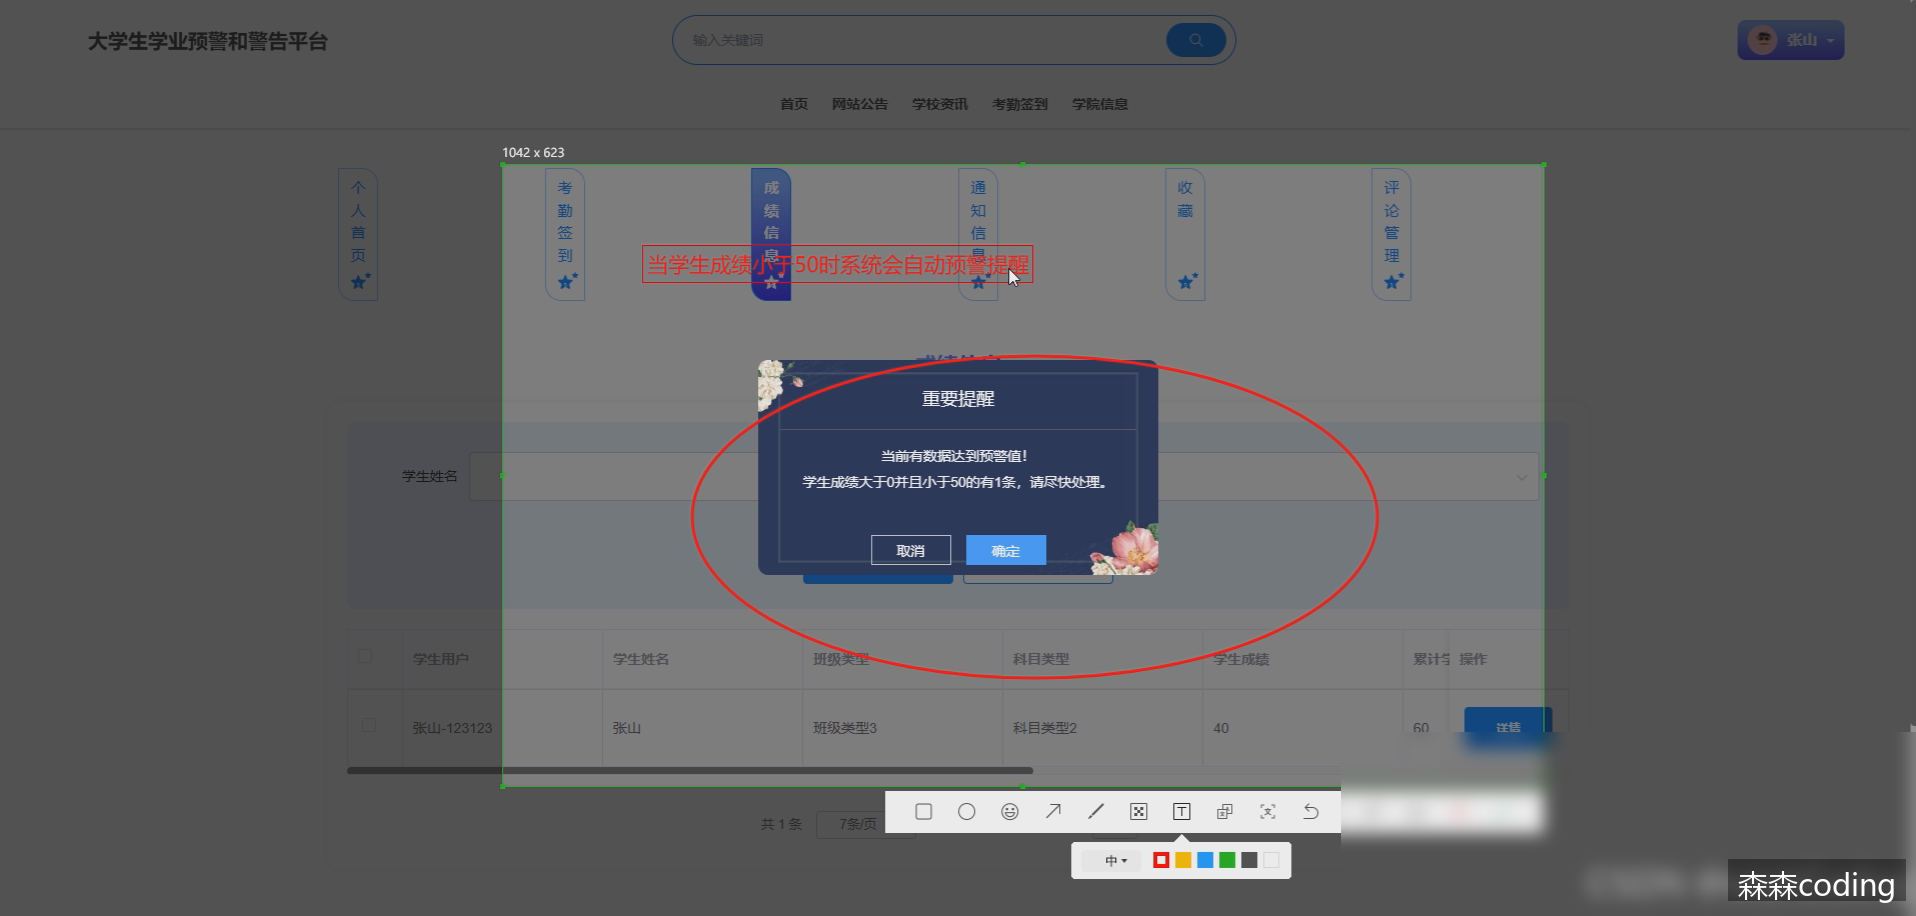 大学生学业预警和警告平台
输入关键词
张山
首页 网站公告 学校资讯 考勤签到 学院信息
1042 x 623
个人首页
考勤签到
成绩信息
通知信息
收藏
评论管理
当学生成绩小于50时系统会自动预警提醒
成绩信息
重要提醒
当前有数据达到预警值!
学生成绩大于0并且小于50的有1条，请尽快处理。
取消 确定
学生姓名
学生用户 学生姓名 班级类型 科目类型 学生成绩 累计学 操作
张山-123123 张山 班级类型3 科目类型2 40 60 详情
共 1 条 7条/页
中
森森coding